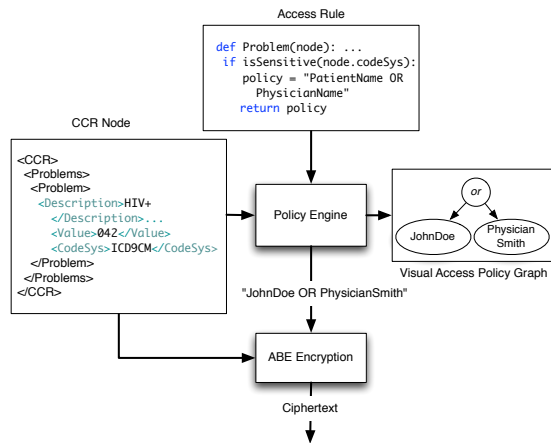 Access Rule
def Problem(node): ...
if isSensitive(node.codeSys):
policy = "PatientName OR
PhysicianName"
return policy
CCR Node
<CCR>
<Problems>
<Problem>
<Description>HIV+
</Description>...
<Value>042</Value>
<CodeSys>ICD9CM</CodeSys>
</Problem>
</Problems>
</CCR>
Policy Engine
or
JohnDoe
Physician
Smith
Visual Access Policy Graph
"JohnDoe OR PhysicianSmith"
ABE Encryption
Ciphertext